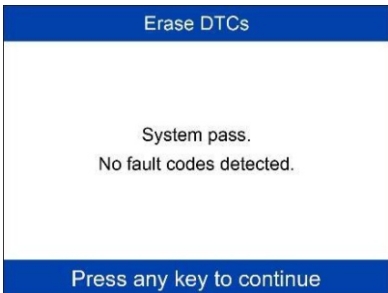 Erase DTCs
System pass.
No fault codes detected.
Press any key to continue